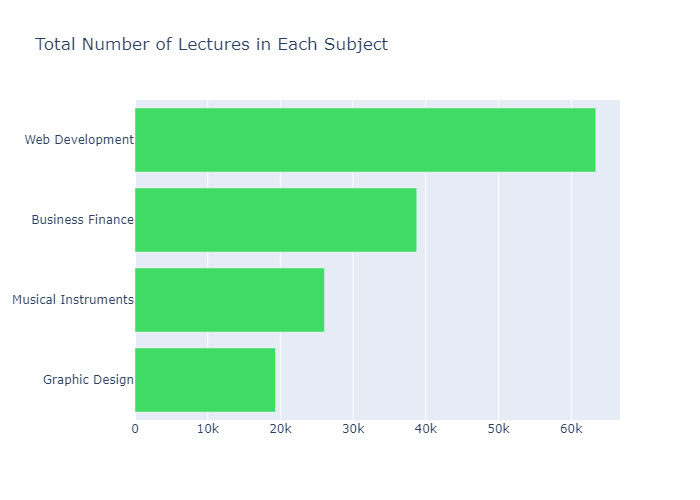 Total Number of Lectures in Each Subject
Web Development
Business Finance
Musical Instruments
Graphic Design
0 10k 20k 30k 40k 50k 60k